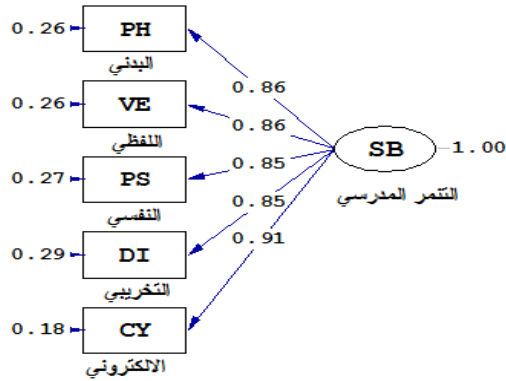 0.26 PH
البدني
0.86
0.26 VE
اللفظي
0.86
0.27 PS
النفسي
0.85
0.29 DI
التخريبي
0.85
0.18 CY
الالكتروني
0.91
SB 1.00
التتمر المدرسي